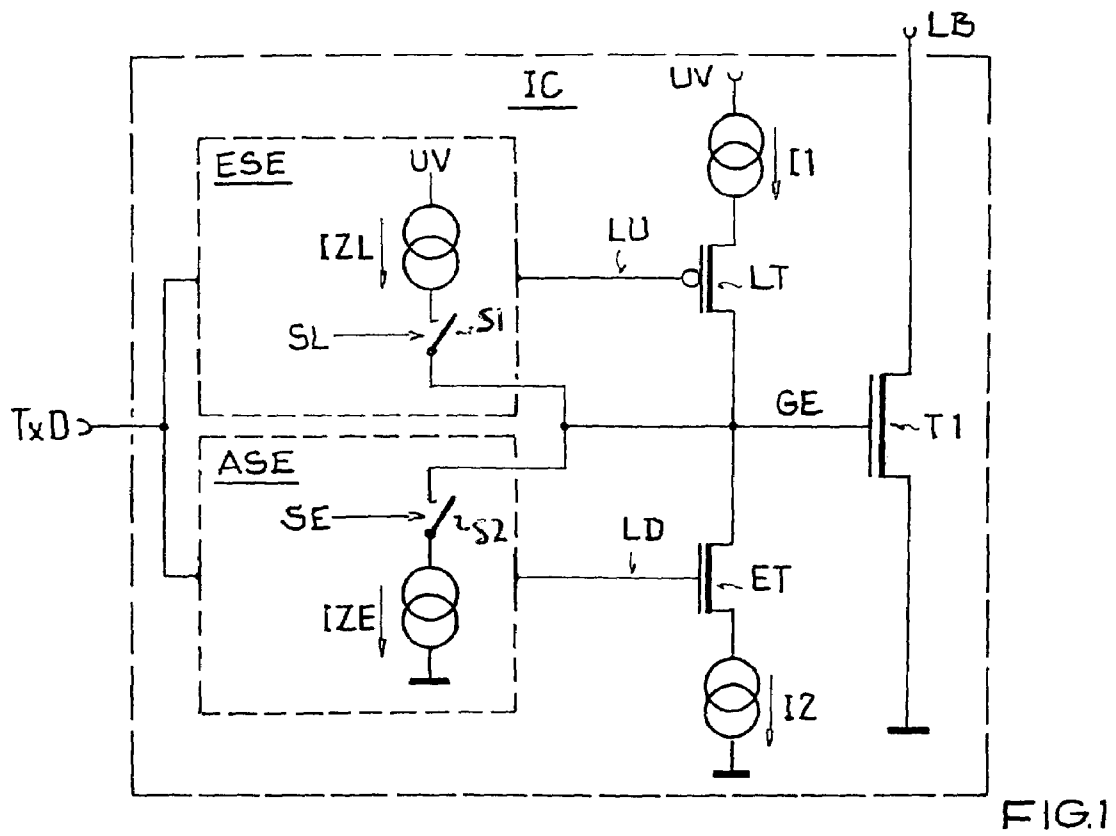 LB
IC
UV
ESE
UV
I1
IZL
LU
LT
SL
S1
TxD
GE
T1
ASE
SE
S2
LD
ET
IZE
I2
FIG.1